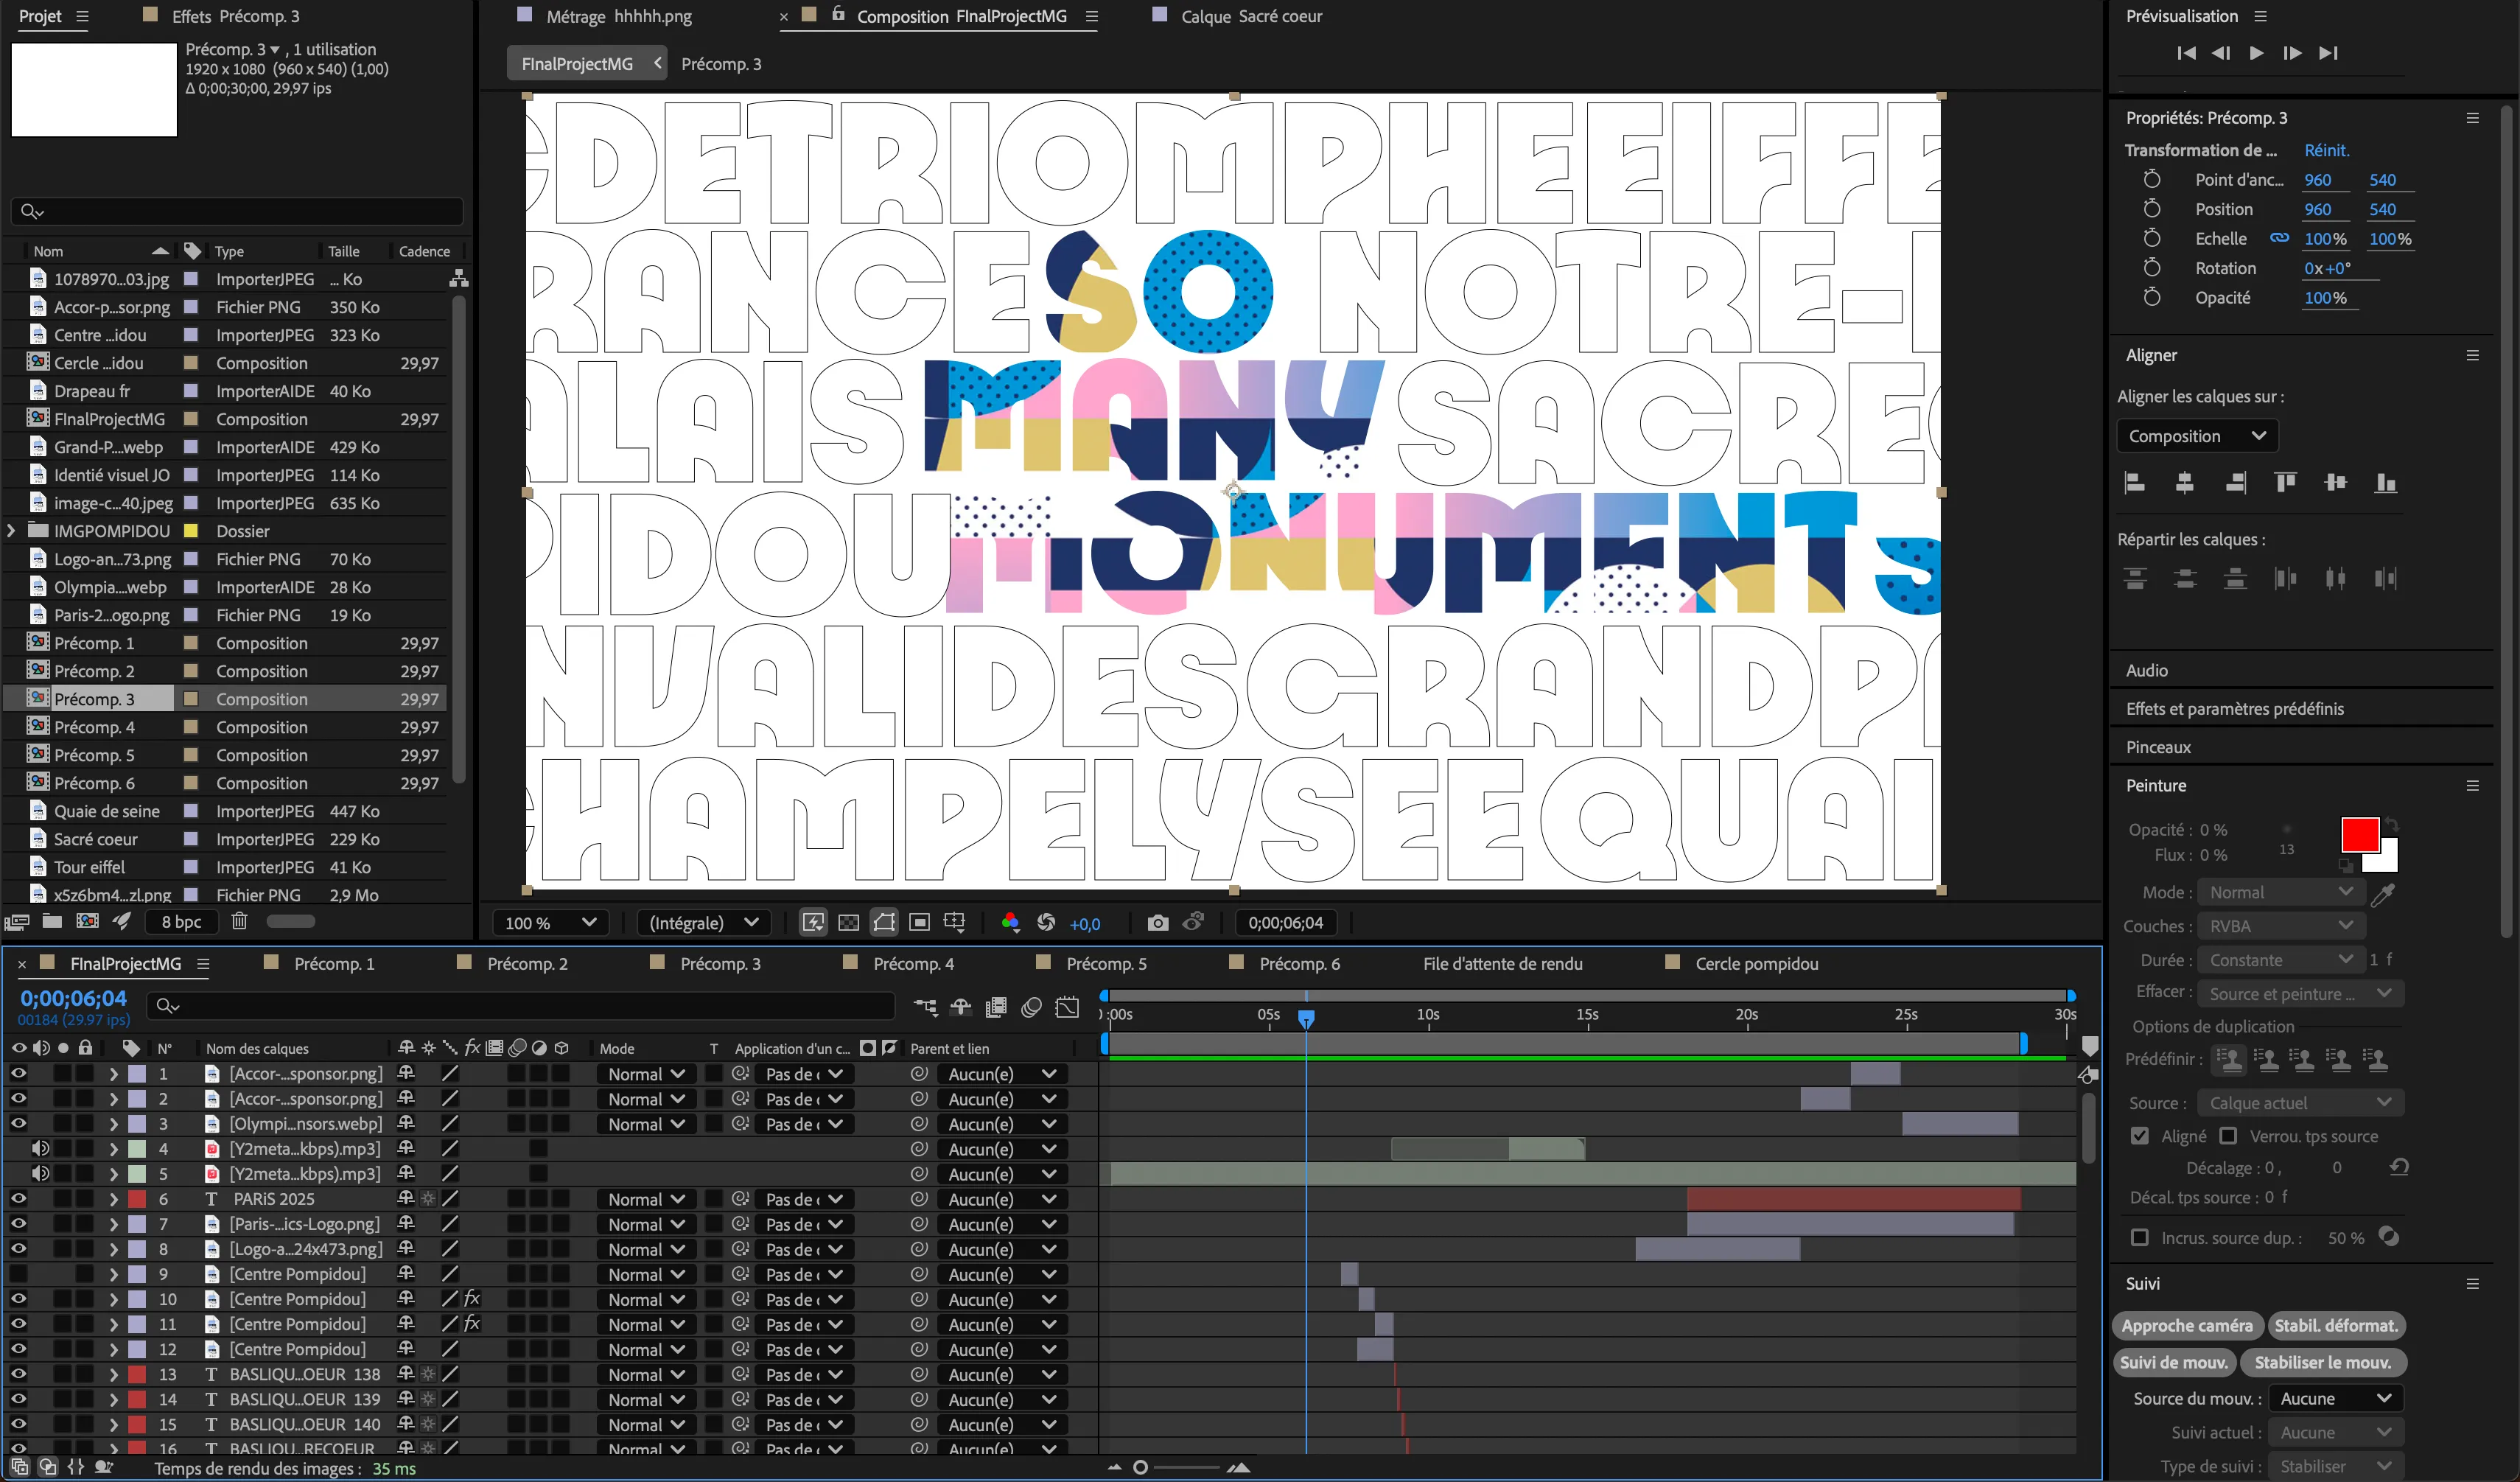 Projet
Effets Précomp. 3
Précomp. 3 , 1 utilisation
1920 x 1080 (960 x 540) (1,00)
Δ 0;00;30;00, 29,97 ips
Nom Type Taille Cadence
1078970...03.jpg ImporterJPEG ... Ko
Accor-p...sor.png Fichier PNG 350 Ko
Centre ...idou ImporterJPEG 323 Ko
Cercle ...idou Composition 29,97
Drapeau fr ImporterAIDE 40 Ko
FInalProjectMG Composition 29,97
Grand-P....webp ImporterAIDE 429 Ko
Identié visuel JO ImporterJPEG 114 Ko
image-c...40.jpeg ImporterJPEG 635 Ko
IMGPOMPIDOU Dossier
Logo-an...73.png Fichier PNG 70 Ko
Olympia....webp ImporterAIDE 28 Ko
Paris-2...ogo.png Fichier PNG 19 Ko
Précomp. 1 Composition 29,97
Précomp. 2 Composition 29,97
Précomp. 3 Composition 29,97
Précomp. 4 Composition 29,97
Précomp. 5 Composition 29,97
Précomp. 6 Composition 29,97
Quaie de seine ImporterJPEG 447 Ko
Sacré coeur ImporterJPEG 229 Ko
Tour eiffel ImporterJPEG 41 Ko
x5z6bm4...zl.png Fichier PNG 2,9 Mo
8 bpc
Métrage hhhhh.png
Composition FInalProjectMG
Calque Sacré coeur
FInalProjectMG Précomp. 3
CDETRIOMPHEEIFFE
RANCE SO NOTRE-
ALAIS MANY SACRE
PIDOU MONUMENTS
NVALIDESGRANDP
CHAMPELYSEEQUAI
100 % (Intégrale) +0,0 0;00;06;04
Prévisualisation
Propriétés: Précomp. 3
Transformation de ... Réinit.
Point d'anc... 960 540
Position 960 540
Echelle 100% 100%
Rotation 0x+0°
Opacité 100%
Aligner
Aligner les calques sur :
Composition
Répartir les calques :
Audio
Effets et paramètres prédéfinis
Pinceaux
Peinture
Opacité : 0 %
Flux : 0 % 13
Mode : Normal
Couches : RVBA
Durée : Constante 1 f
Effacer : Source et peinture ...
Options de duplication
Prédéfinir :
Source : Calque actuel
Aligné Verrou. tps source
Décalage : 0 , 0
Décal. tps source : 0 f
Incrus. source dup. : 50 %
Suivi
Approche caméra Stabil. déformat.
Suivi de mouv. Stabiliser le mouv.
Source du mouv. : Aucune
Suivi actuel : Aucune
Type de suivi : Stabiliser
FInalProjectMG Précomp. 1 Précomp. 2 Précomp. 3 Précomp. 4 Précomp. 5 Précomp. 6 File d'attente de rendu Cercle pompidou
0;00;06;04
00184 (29.97 ips)
:00s 05s 10s 15s 20s 25s 30s
N° Nom des calques fx Mode T Application d'un c... Parent et lien
1 [Accor-...sponsor.png] Normal Pas de Aucun(e)
2 [Accor-...sponsor.png] Normal Pas de Aucun(e)
3 [Olympi...nsors.webp] Normal Pas de Aucun(e)
4 [Y2meta...kbps).mp3] Aucun(e)
5 [Y2meta...kbps).mp3] Aucun(e)
6 T PARiS 2025 Normal Pas de Aucun(e)
7 [Paris-...ics-Logo.png] Normal Pas de Aucun(e)
8 [Logo-a...24x473.png] Normal Pas de Aucun(e)
9 [Centre Pompidou] Normal Pas de Aucun(e)
10 [Centre Pompidou] fx Normal Pas de Aucun(e)
11 [Centre Pompidou] fx Normal Pas de Aucun(e)
12 [Centre Pompidou] Normal Pas de Aucun(e)
13 T BASLIQU...OEUR 138 Normal Pas de Aucun(e)
14 T BASLIQU...OEUR 139 Normal Pas de Aucun(e)
15 T BASLIQU...OEUR 140 Normal Pas de Aucun(e)
16 T BASLIQU...RECOEUR Normal Pas de Aucun(e)
Temps de rendu des images : 35 ms